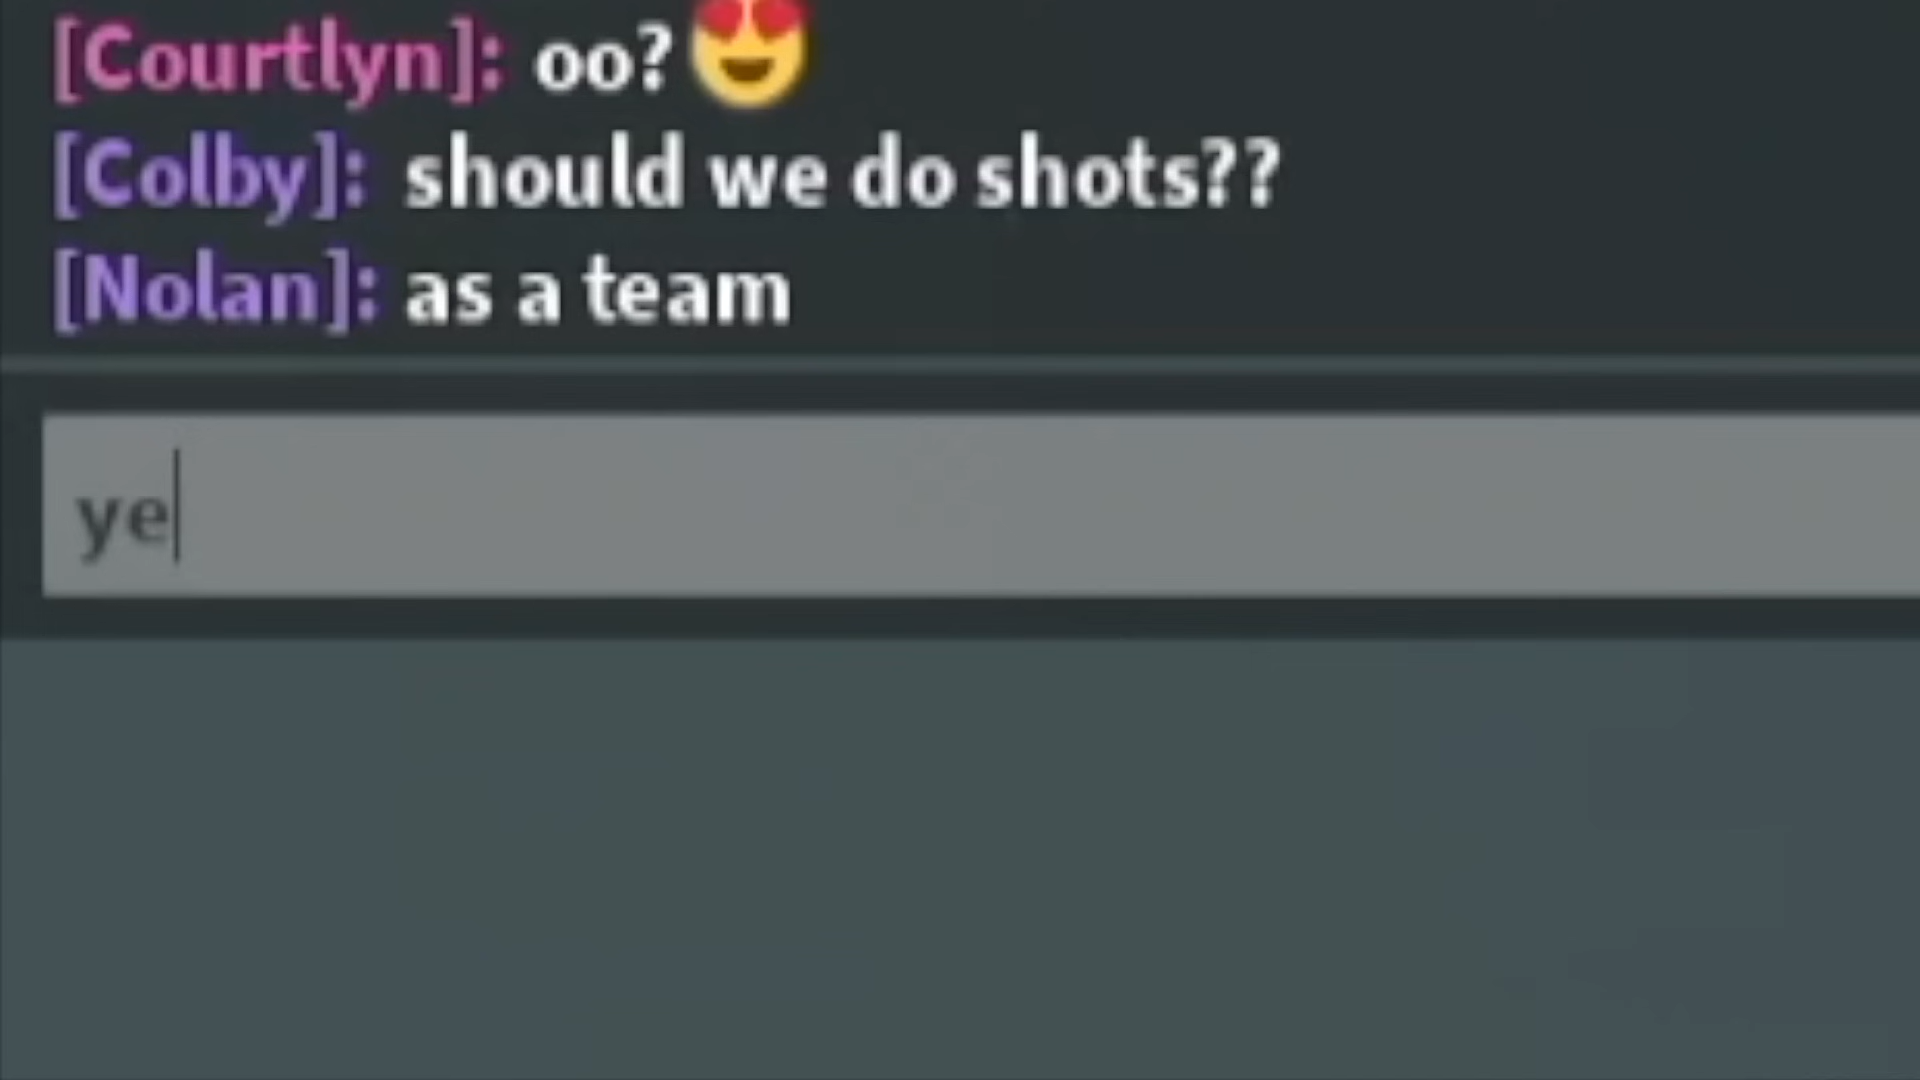 [Courtlyn]: oo?😍
[Colby]: should we do shots??
[Nolan]: as a team
ye